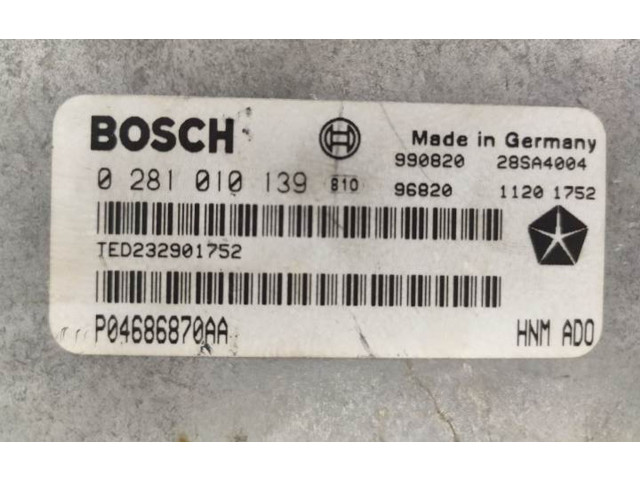 BOSCH
Made in Germany
990820 28SA4004
0 281 010 139 810 96820 1120 1752
TED232901752
P04686870AA HNM ADO